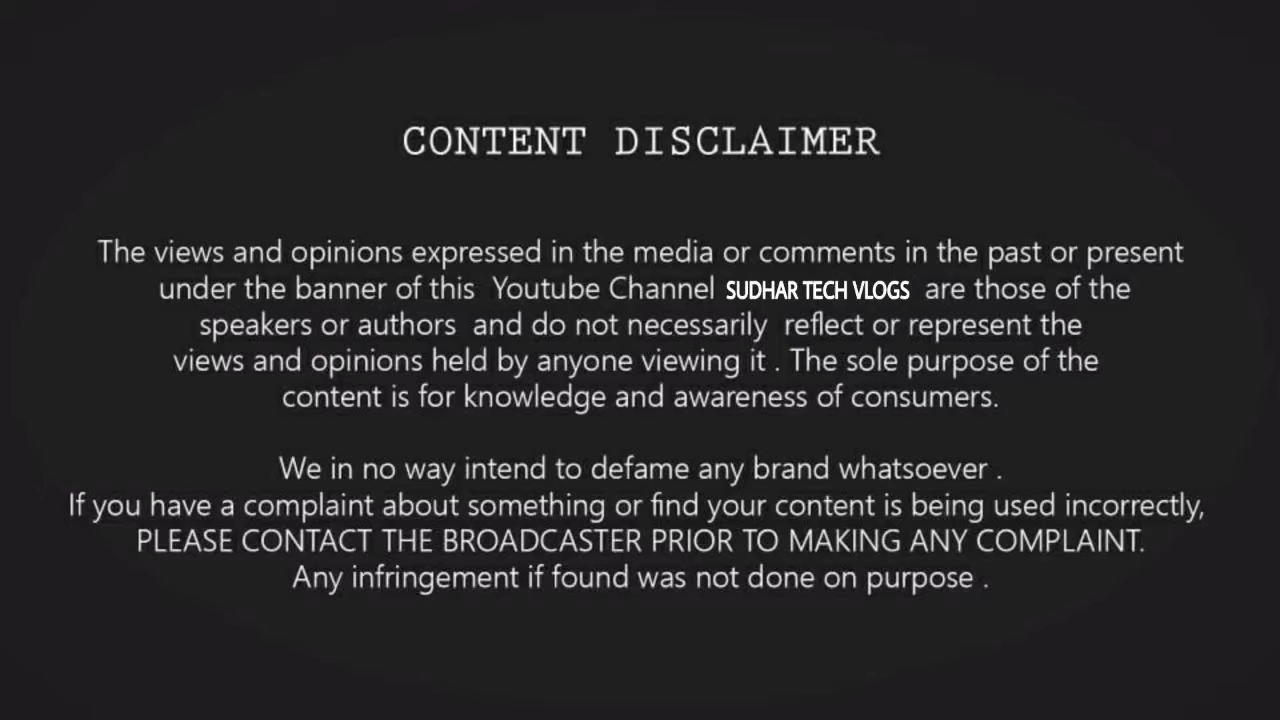 CONTENT DISCLAIMER
The views and opinions expressed in the media or comments in the past or present
under the banner of this Youtube Channel SUDHAR TECH VLOGS are those of the
speakers or authors and do not necessarily reflect or represent the
views and opinions held by anyone viewing it . The sole purpose of the
content is for knowledge and awareness of consumers.
We in no way intend to defame any brand whatsoever .
If you have a complaint about something or find your content is being used incorrectly,
PLEASE CONTACT THE BROADCASTER PRIOR TO MAKING ANY COMPLAINT.
Any infringement if found was not done on purpose .